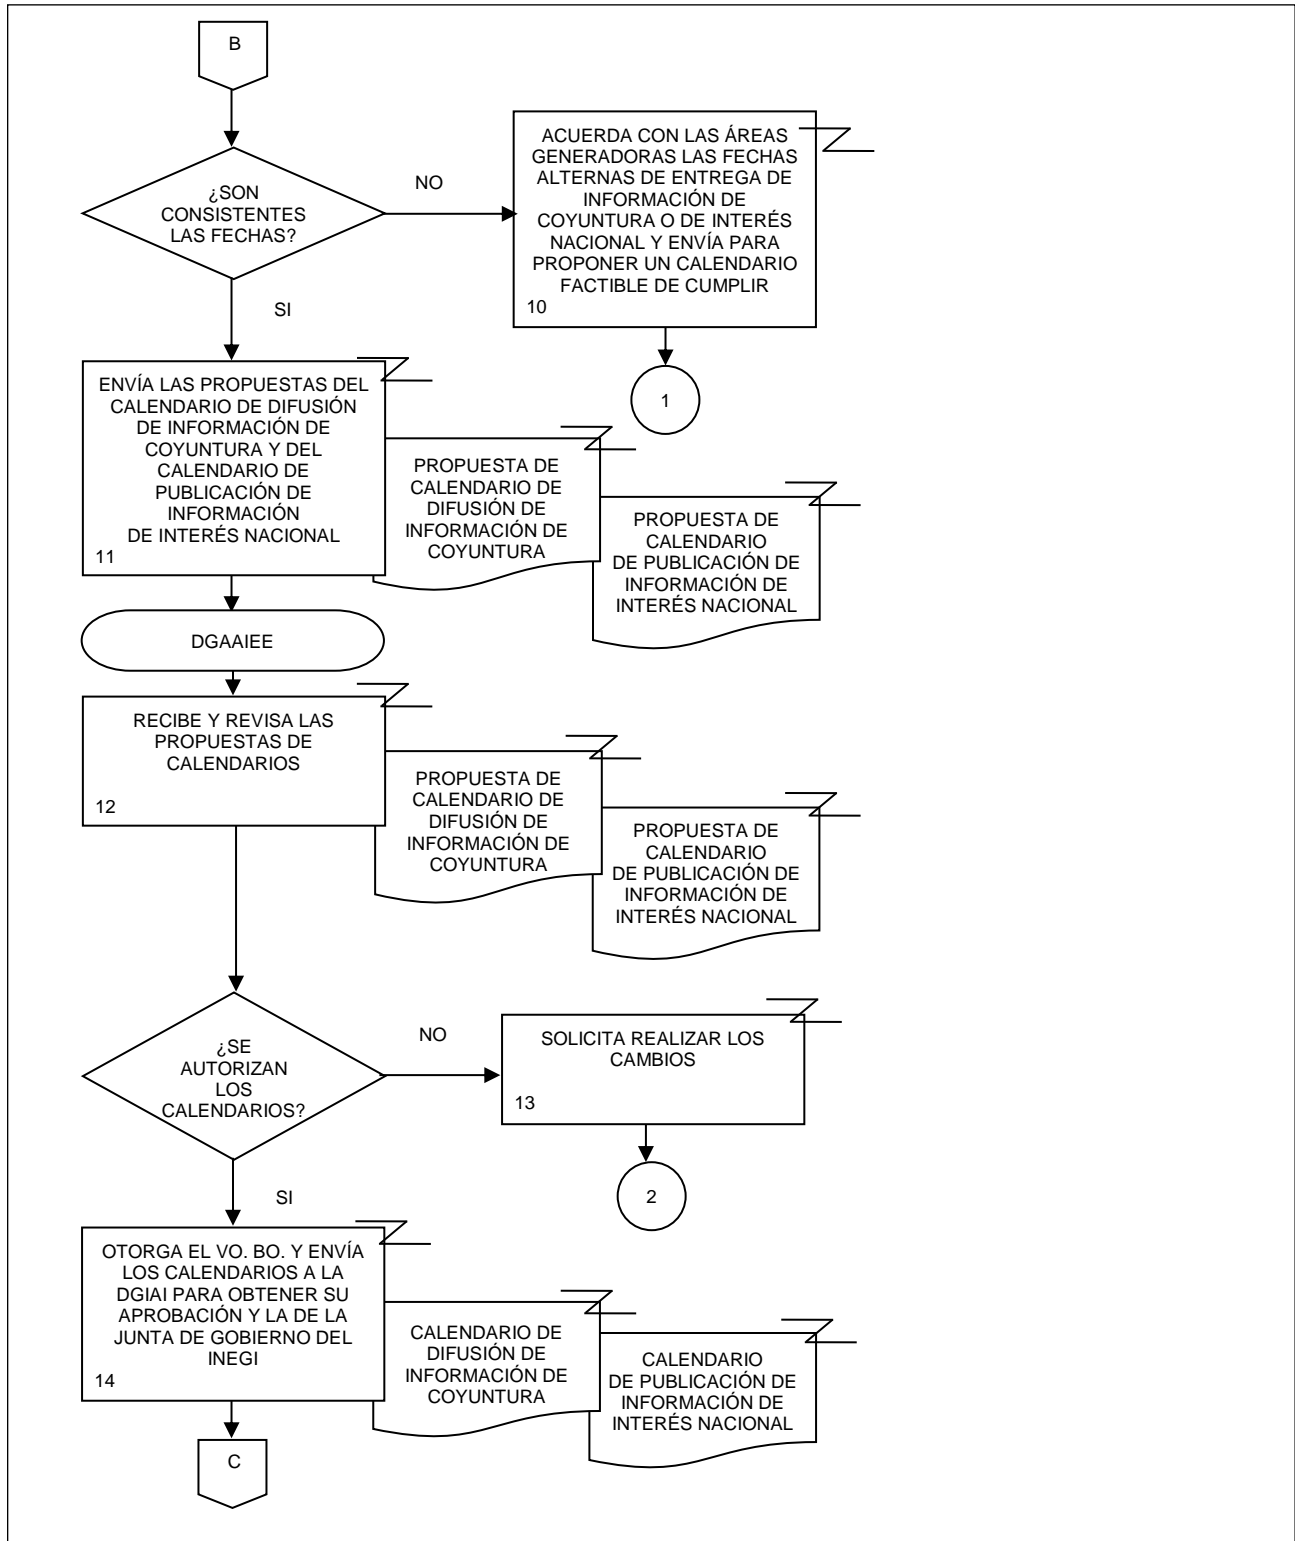 B
¿SON
CONSISTENTES
LAS FECHAS?
NO
ACUERDA CON LAS ÁREAS
GENERADORAS LAS FECHAS
ALTERNAS DE ENTREGA DE
INFORMACIÓN DE
COYUNTURA O DE INTERÉS
NACIONAL Y ENVÍA PARA
PROPONER UN CALENDARIO
FACTIBLE DE CUMPLIR
10
1
SI
ENVÍA LAS PROPUESTAS DEL
CALENDARIO DE DIFUSIÓN
DE INFORMACIÓN DE
COYUNTURA Y DEL
CALENDARIO DE
PUBLICACIÓN DE
INFORMACIÓN
DE INTERÉS NACIONAL
11
PROPUESTA DE
CALENDARIO DE
DIFUSIÓN DE
INFORMACIÓN DE
COYUNTURA
PROPUESTA DE
CALENDARIO
DE PUBLICACIÓN DE
INFORMACIÓN DE
INTERÉS NACIONAL
DGAAIEE
RECIBE Y REVISA LAS
PROPUESTAS DE
CALENDARIOS
12
PROPUESTA DE
CALENDARIO DE
DIFUSIÓN DE
INFORMACIÓN DE
COYUNTURA
PROPUESTA DE
CALENDARIO
DE PUBLICACIÓN DE
INFORMACIÓN DE
INTERÉS NACIONAL
¿SE
AUTORIZAN
LOS
CALENDARIOS?
NO
SOLICITA REALIZAR LOS
CAMBIOS
13
2
SI
OTORGA EL VO. BO. Y ENVÍA
LOS CALENDARIOS A LA
DGIAI PARA OBTENER SU
APROBACIÓN Y LA DE LA
JUNTA DE GOBIERNO DEL
INEGI
14
CALENDARIO DE
DIFUSIÓN DE
INFORMACIÓN DE
COYUNTURA
CALENDARIO
DE PUBLICACIÓN DE
INFORMACIÓN DE
INTERÉS NACIONAL
C